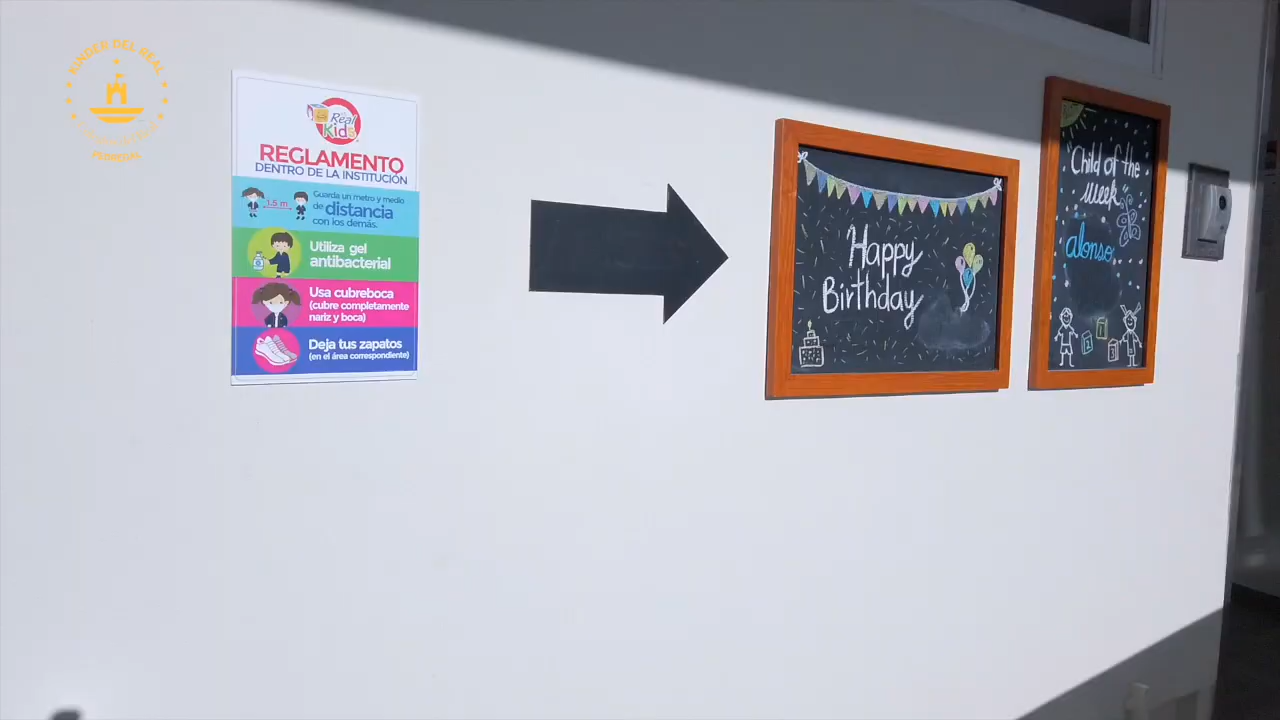 KINDER DEL REAL
PEDREGAL
Real
Kids
REGLAMENTO
DENTRO DE LA INSTITUCIÓN
1.5 m
Guarda un metro y medio
de distancia
con los demás.
Utiliza gel
antibacterial
Usa cubreboca
(cubre completamente
nariz y boca)
Deja tus zapatos
(en el área correspondiente)
Happy
Birthday
Child of the
week
alonso